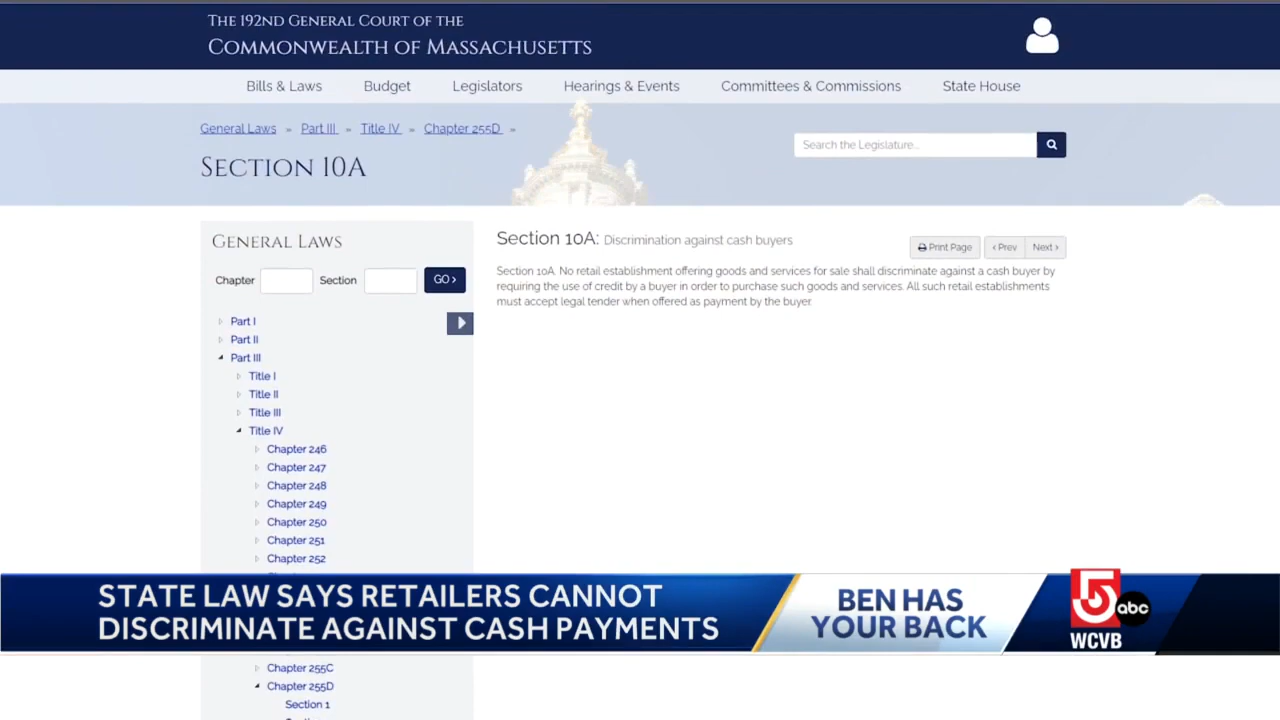 THE 192ND GENERAL COURT OF THE
COMMONWEALTH OF MASSACHUSETTS
Bills & Laws Budget Legislators Hearings & Events Committees & Commissions State House
General Laws » Part III » Title IV » Chapter 255D »
Search the Legislature...
SECTION 10A
GENERAL LAWS
Chapter Section GO ›
Part I
Part II
Part III
Title I
Title II
Title III
Title IV
Chapter 246
Chapter 247
Chapter 248
Chapter 249
Chapter 250
Chapter 251
Chapter 252
Section 10A: Discrimination against cash buyers
Print Page ‹ Prev Next ›
Section 10A. No retail establishment offering goods and services for sale shall discriminate against a cash buyer by
requiring the use of credit by a buyer in order to purchase such goods and services. All such retail establishments
must accept legal tender when offered as payment by the buyer.
STATE LAW SAYS RETAILERS CANNOT
DISCRIMINATE AGAINST CASH PAYMENTS
BEN HAS
YOUR BACK
5 abc
WCVB
Chapter 255C
Chapter 255D
Section 1